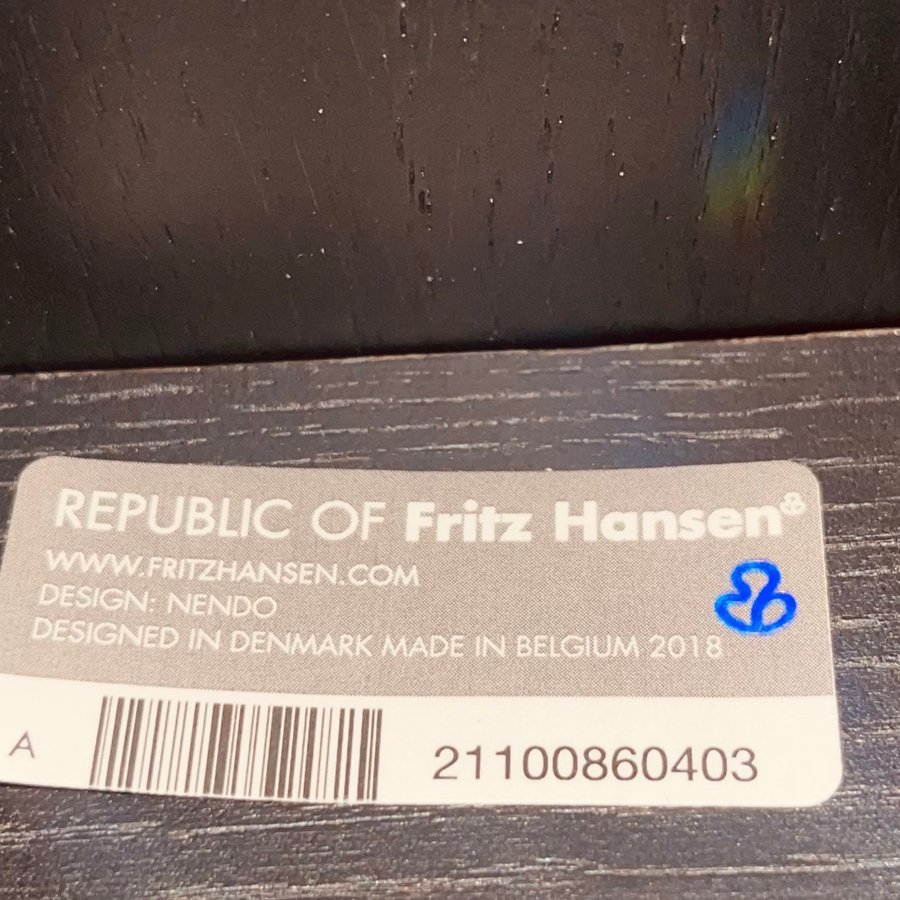 REPUBLIC OF Fritz Hansen
WWW.FRITZHANSEN.COM
DESIGN: NENDO
DESIGNED IN DENMARK MADE IN BELGIUM 2018
A
21100860403